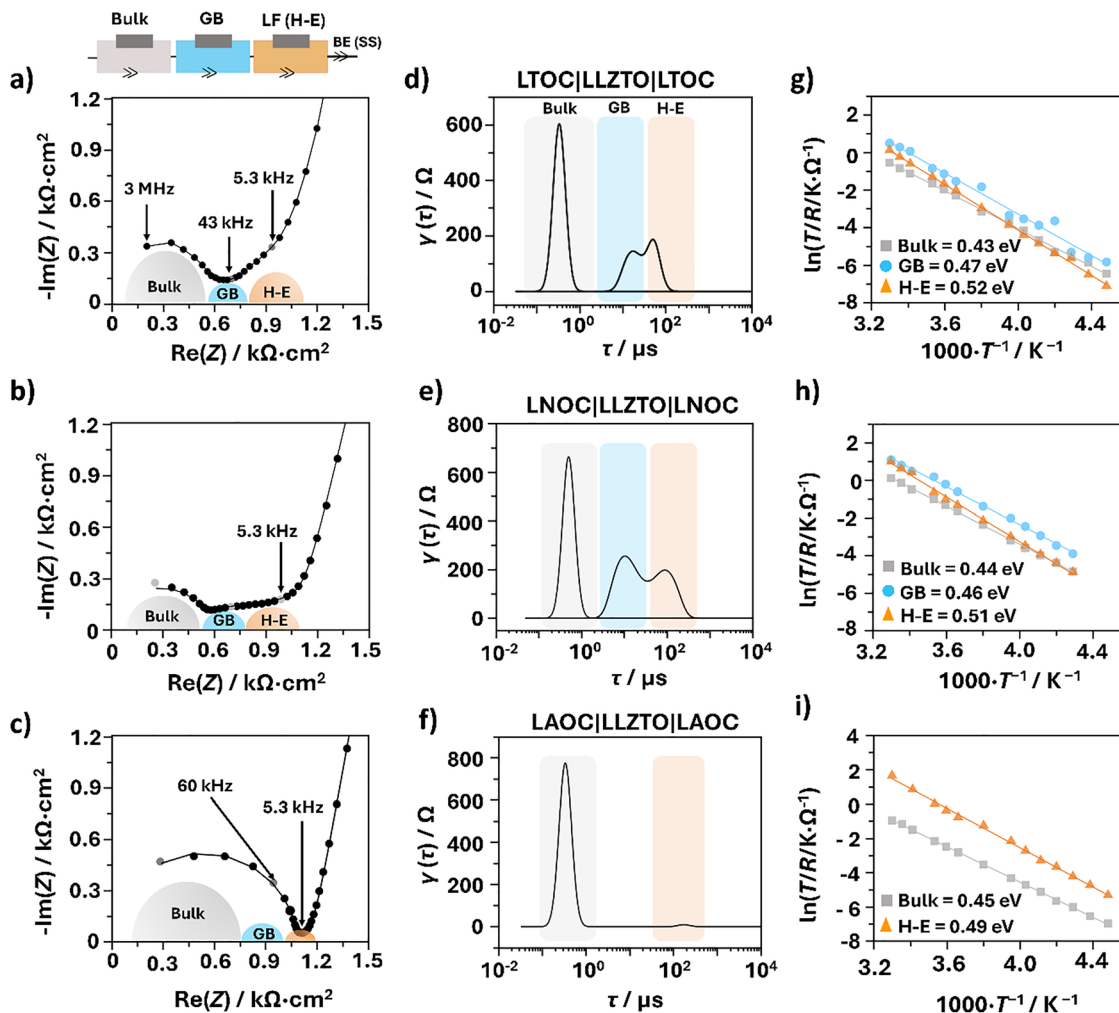 Bulk GB LF (H-E) BE (SS)
a)
1.2
0.9
0.6
0.3
0
-Im(Z) / kΩ·cm²
3 MHz
43 kHz
5.3 kHz
Bulk GB H-E
0 0.3 0.6 0.9 1.2 1.5
Re(Z) / kΩ·cm²
d)
LTOC|LLZTO|LTOC
Bulk GB H-E
600
400
200
0
γ (τ) / Ω
10⁻² 10⁻¹ 10⁰ 10¹ 10² 10³ 10⁴
τ / µs
g)
2
0
-2
-4
-6
-8
ln(T/R/K·Ω⁻¹)
Bulk = 0.43 eV
GB = 0.47 eV
H-E = 0.52 eV
3.2 3.6 4.0 4.4
1000·T⁻¹ / K⁻¹
b)
1.2
0.9
0.6
0.3
0
-Im(Z) / kΩ·cm²
5.3 kHz
Bulk GB H-E
0 0.3 0.6 0.9 1.2 1.5
Re(Z) / kΩ·cm²
e)
LNOC|LLZTO|LNOC
800
600
400
200
0
γ (τ) / Ω
10⁻² 10⁰ 10² 10⁴
τ / µs
h)
2
0
-2
-4
-6
-8
ln(T/R/K·Ω⁻¹)
Bulk = 0.44 eV
GB = 0.46 eV
H-E = 0.51 eV
3.2 3.6 4.0 4.4
1000·T⁻¹ / K⁻¹
c)
1.2
0.9
0.6
0.3
0
-Im(Z) / kΩ·cm²
60 kHz
5.3 kHz
Bulk GB
0 0.3 0.6 0.9 1.2 1.5
Re(Z) / kΩ·cm²
f)
LAOC|LLZTO|LAOC
800
600
400
200
0
γ (τ) / Ω
10⁻² 10⁰ 10² 10⁴
τ / µs
i)
4
2
0
-2
-4
-6
-8
ln(T/R/K·Ω⁻¹)
Bulk = 0.45 eV
H-E = 0.49 eV
3.2 3.6 4.0 4.4
1000·T⁻¹ / K⁻¹